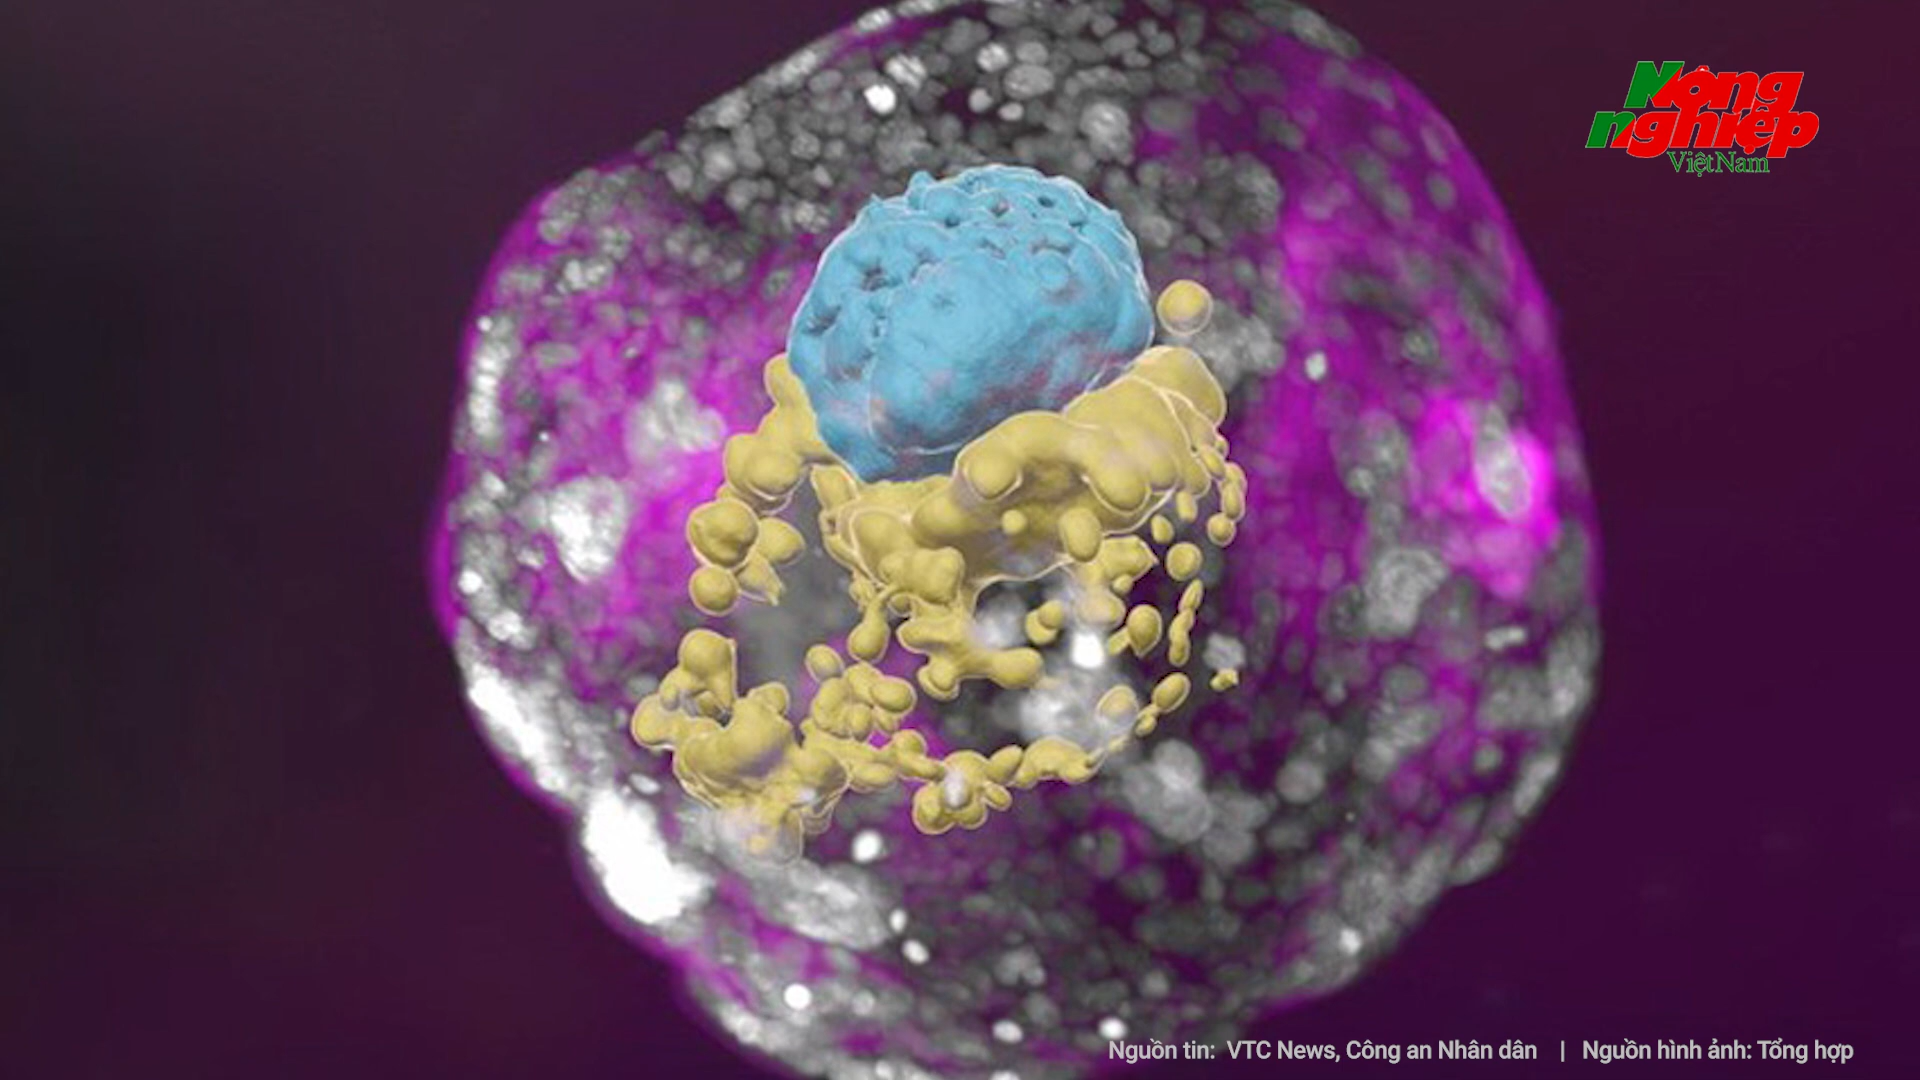 Nông
nghiệp
Việt Nam
Nguồn tin: VTC News, Công an Nhân dân | Nguồn hình ảnh: Tổng hợp